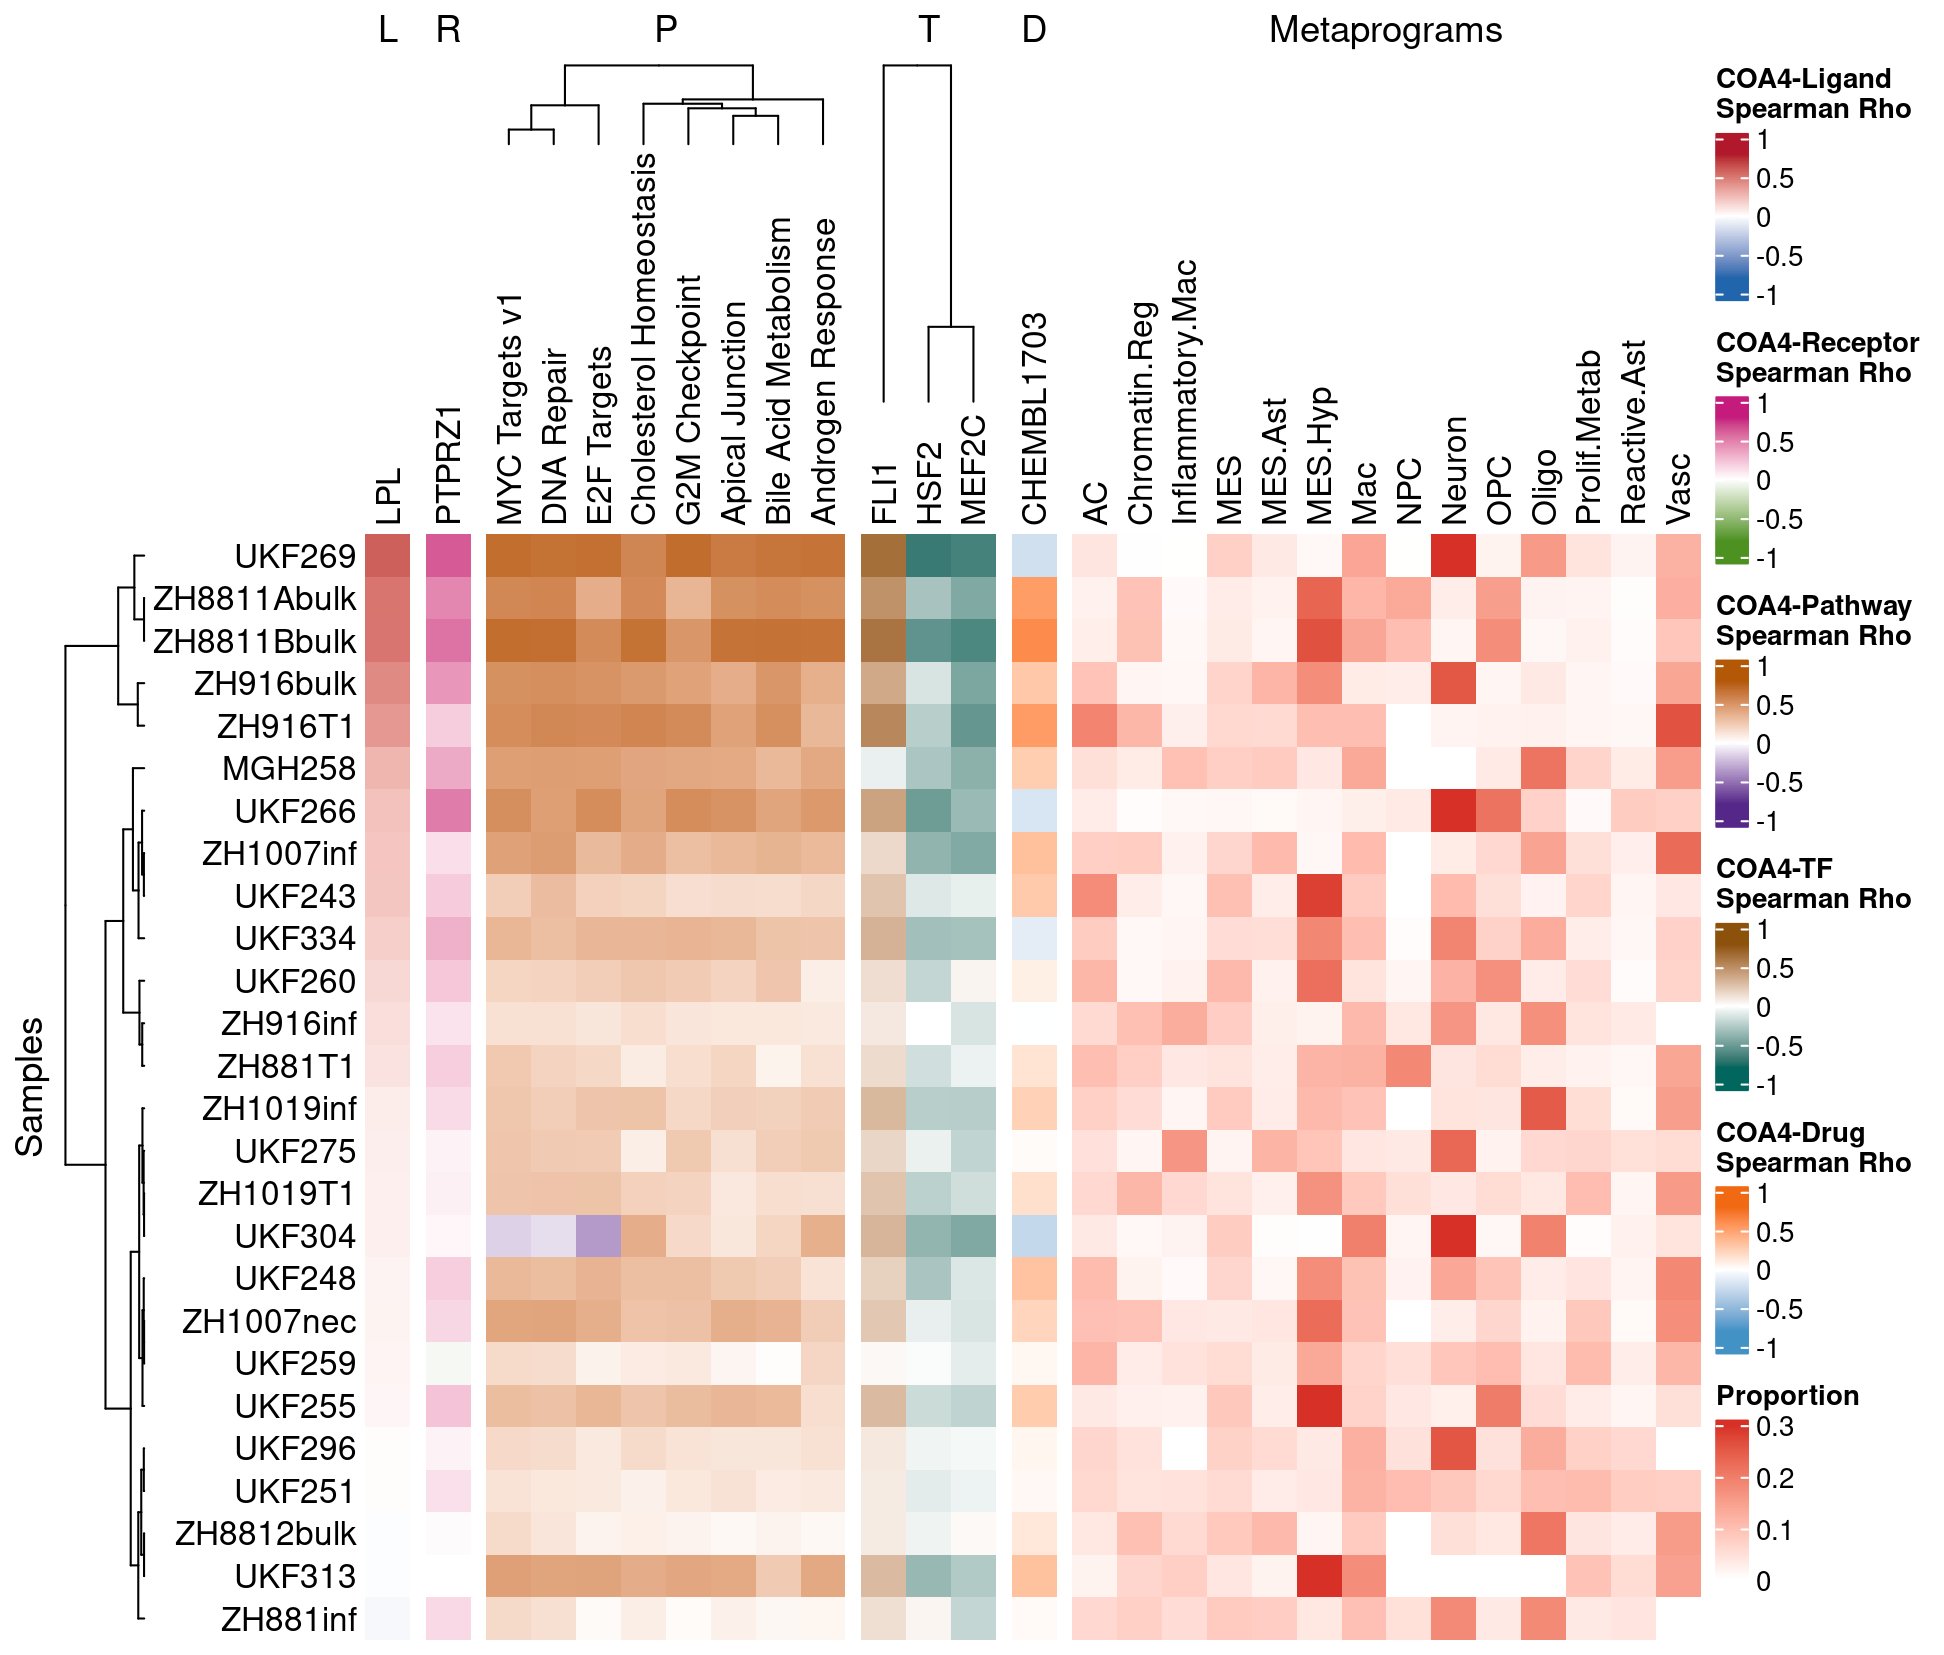 L R P T D Metaprograms
COA4-Ligand
Spearman Rho
1
0.5
0
-0.5
-1
COA4-Receptor
Spearman Rho
1
0.5
0
-0.5
-1
COA4-Pathway
Spearman Rho
1
0.5
0
-0.5
-1
COA4-TF
Spearman Rho
1
0.5
0
-0.5
-1
COA4-Drug
Spearman Rho
1
0.5
0
-0.5
-1
Proportion
0.3
0.2
0.1
0
LPL
PTPRZ1
MYC Targets v1
DNA Repair
E2F Targets
Cholesterol Homeostasis
G2M Checkpoint
Apical Junction
Bile Acid Metabolism
Androgen Response
FLI1
HSF2
MEF2C
CHEMBL1703
AC
Chromatin.Reg
Inflammatory.Mac
MES
MES.Ast
MES.Hyp
Mac
NPC
Neuron
OPC
Oligo
Prolif.Metab
Reactive.Ast
Vasc
Samples
UKF269
ZH8811Abulk
ZH8811Bbulk
ZH916bulk
ZH916T1
MGH258
UKF266
ZH1007inf
UKF243
UKF334
UKF260
ZH916inf
ZH881T1
ZH1019inf
UKF275
ZH1019T1
UKF304
UKF248
ZH1007nec
UKF259
UKF255
UKF296
UKF251
ZH8812bulk
UKF313
ZH881inf